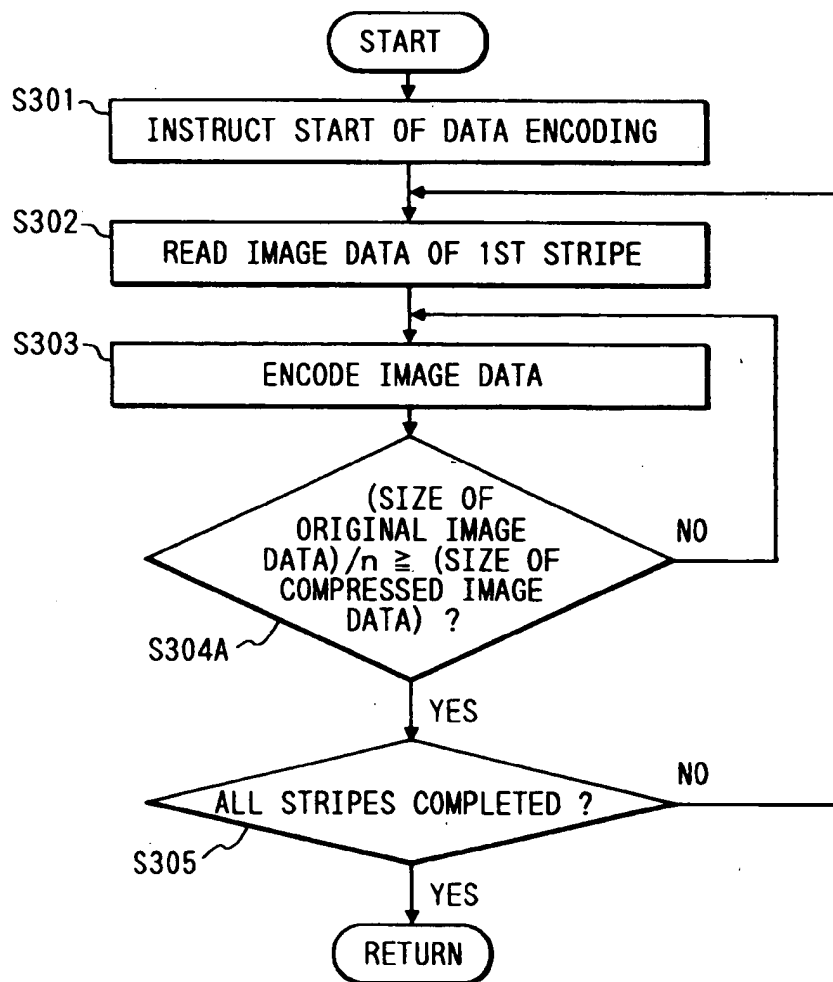 START
S301
INSTRUCT START OF DATA ENCODING
S302
READ IMAGE DATA OF 1ST STRIPE
S303
ENCODE IMAGE DATA
(SIZE OF
ORIGINAL IMAGE
DATA)/n ≧ (SIZE OF
COMPRESSED IMAGE
DATA) ?
NO
S304A
YES
ALL STRIPES COMPLETED ?
NO
S305
YES
RETURN